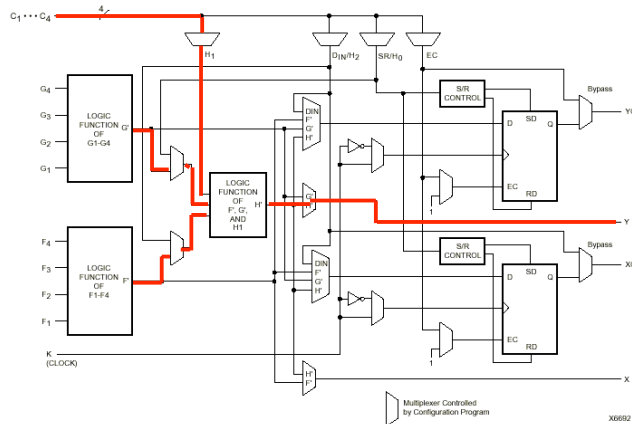 C1 • • • C4
4
H1
DIN/H2
SR/H0
EC
G4
G3
G2
G1
LOGIC
FUNCTION
OF
G1-G4
G'
DIN
F'
G'
H'
S/R
CONTROL
Bypass
SD
D
Q
EC
RD
1
LOGIC
FUNCTION
OF
F', G',
AND
H1
H'
G'
Y
F4
F3
F2
F1
LOGIC
FUNCTION
OF
F1-F4
F'
DIN
F'
G'
H'
S/R
CONTROL
Bypass
SD
D
Q
EC
RD
1
K
(CLOCK)
H'
F'
X
Multiplexer Controlled
by Configuration Program
X6692